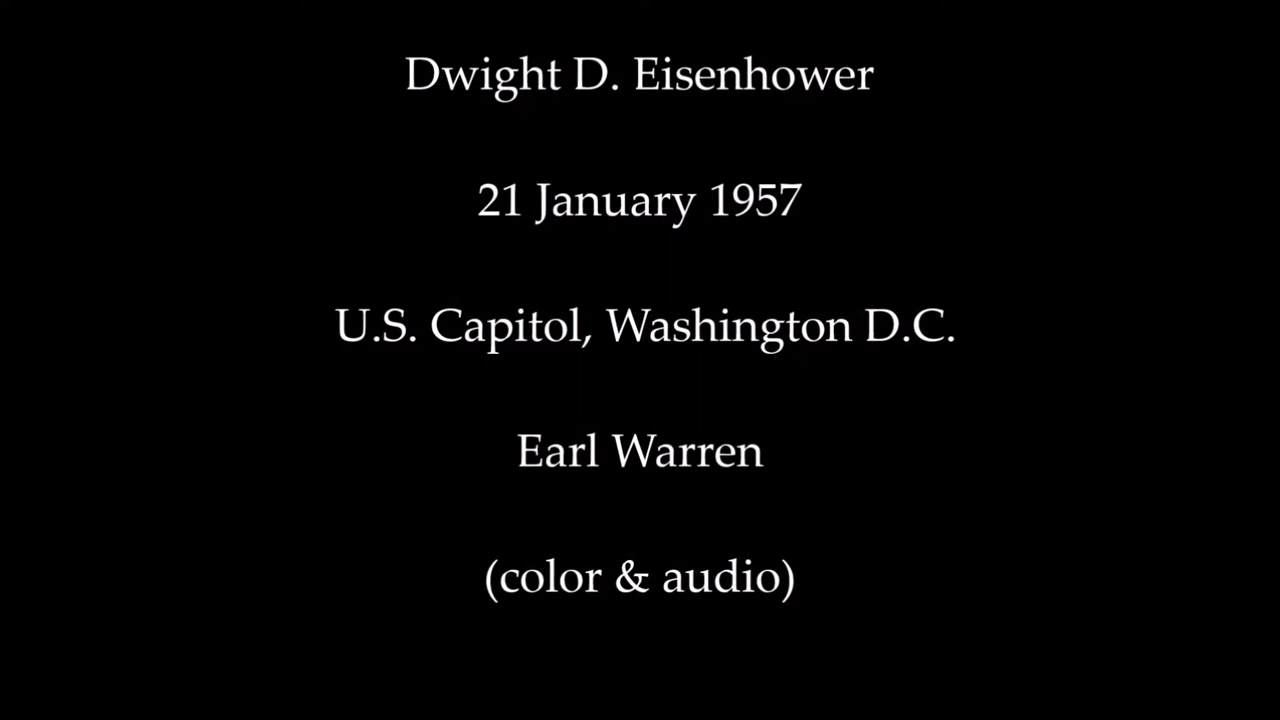 Dwight D. Eisenhower
21 January 1957
U.S. Capitol, Washington D.C.
Earl Warren
(color & audio)